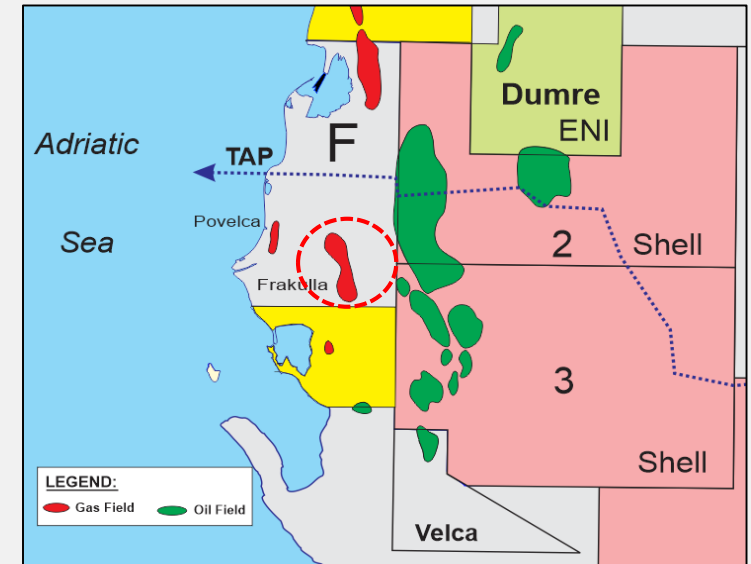 Dumre
ENI
Adriatic
F
TAP
Povelca
Sea
2
Shell
Frakulla
3
Shell
LEGEND:
Gas Field
Oil Field
Velca